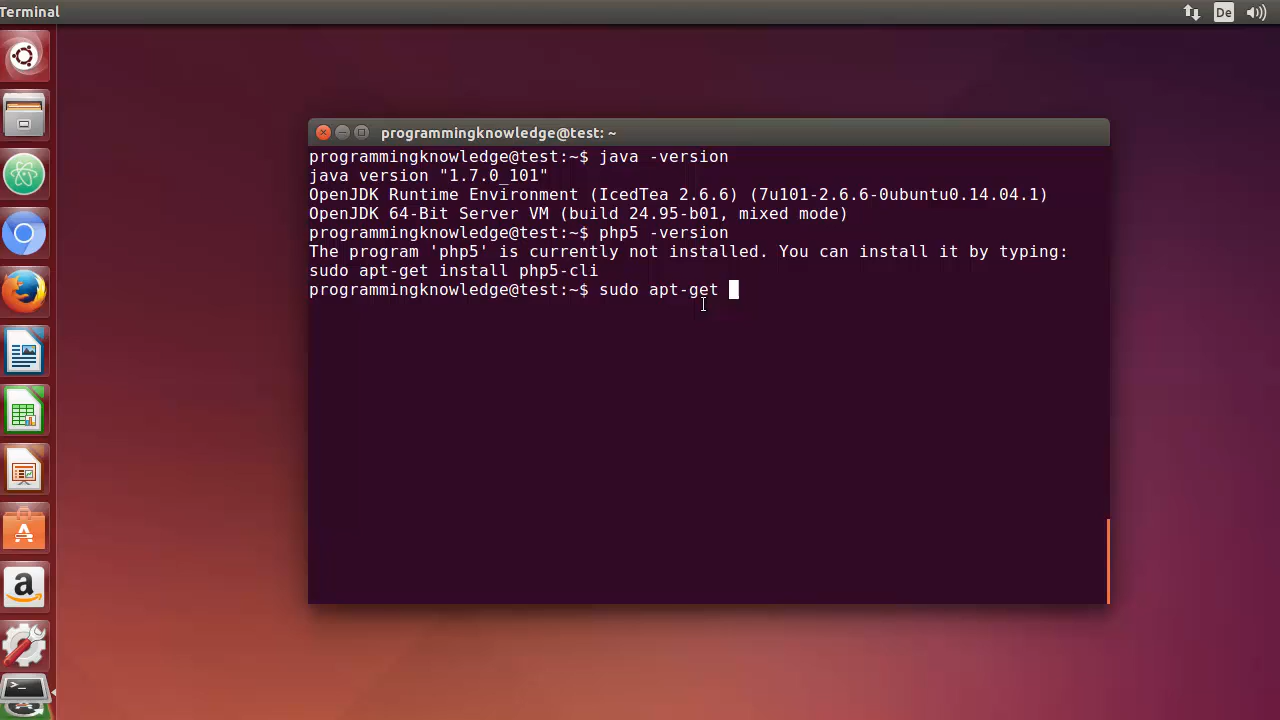 Terminal
De
programmingknowledge@test: ~
programmingknowledge@test:~$ java -version
java version "1.7.0_101"
OpenJDK Runtime Environment (IcedTea 2.6.6) (7u101-2.6.6-0ubuntu0.14.04.1)
OpenJDK 64-Bit Server VM (build 24.95-b01, mixed mode)
programmingknowledge@test:~$ php5 -version
The program 'php5' is currently not installed. You can install it by typing:
sudo apt-get install php5-cli
programmingknowledge@test:~$ sudo apt-get